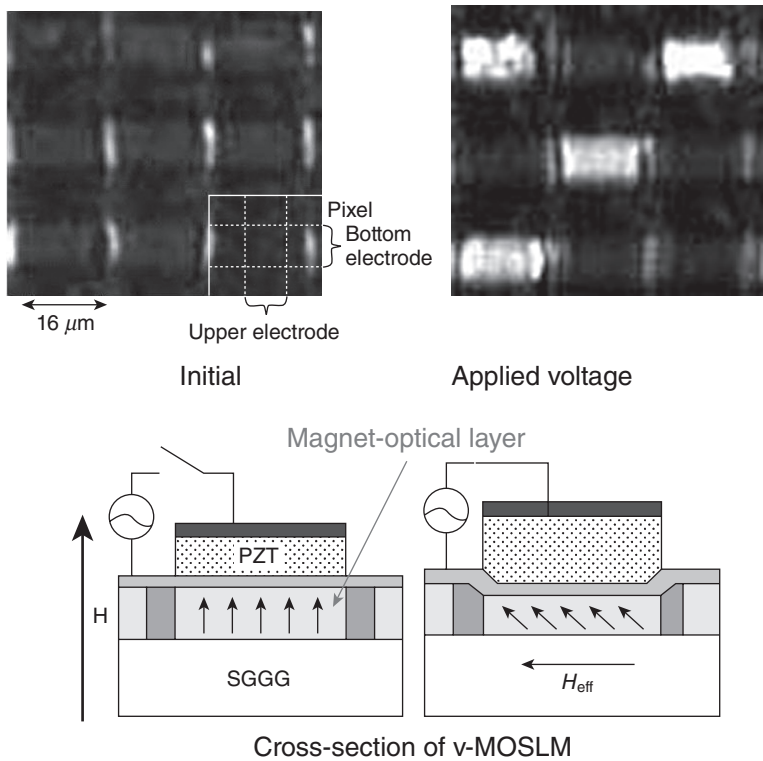 Pixel
Bottom
electrode
16 μm
Upper electrode
Initial
Applied voltage
Magnet-optical layer
PZT
H
SGGG
Heff
Cross-section of v-MOSLM